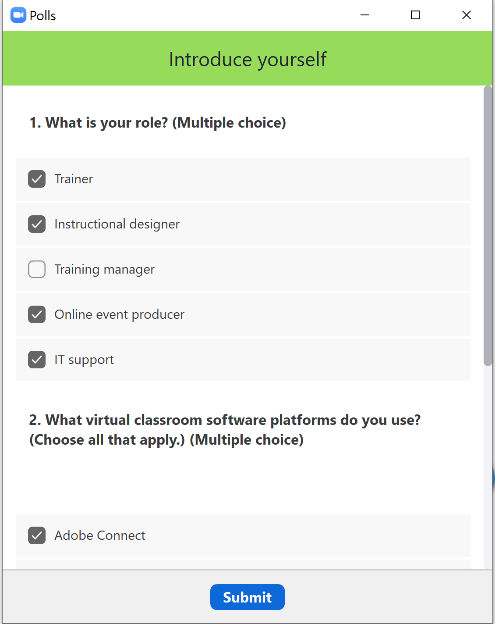 Polls
Introduce yourself
1. What is your role? (Multiple choice)
Trainer
Instructional designer
Training manager
Online event producer
IT support
2. What virtual classroom software platforms do you use?
(Choose all that apply.) (Multiple choice)
Adobe Connect
Submit